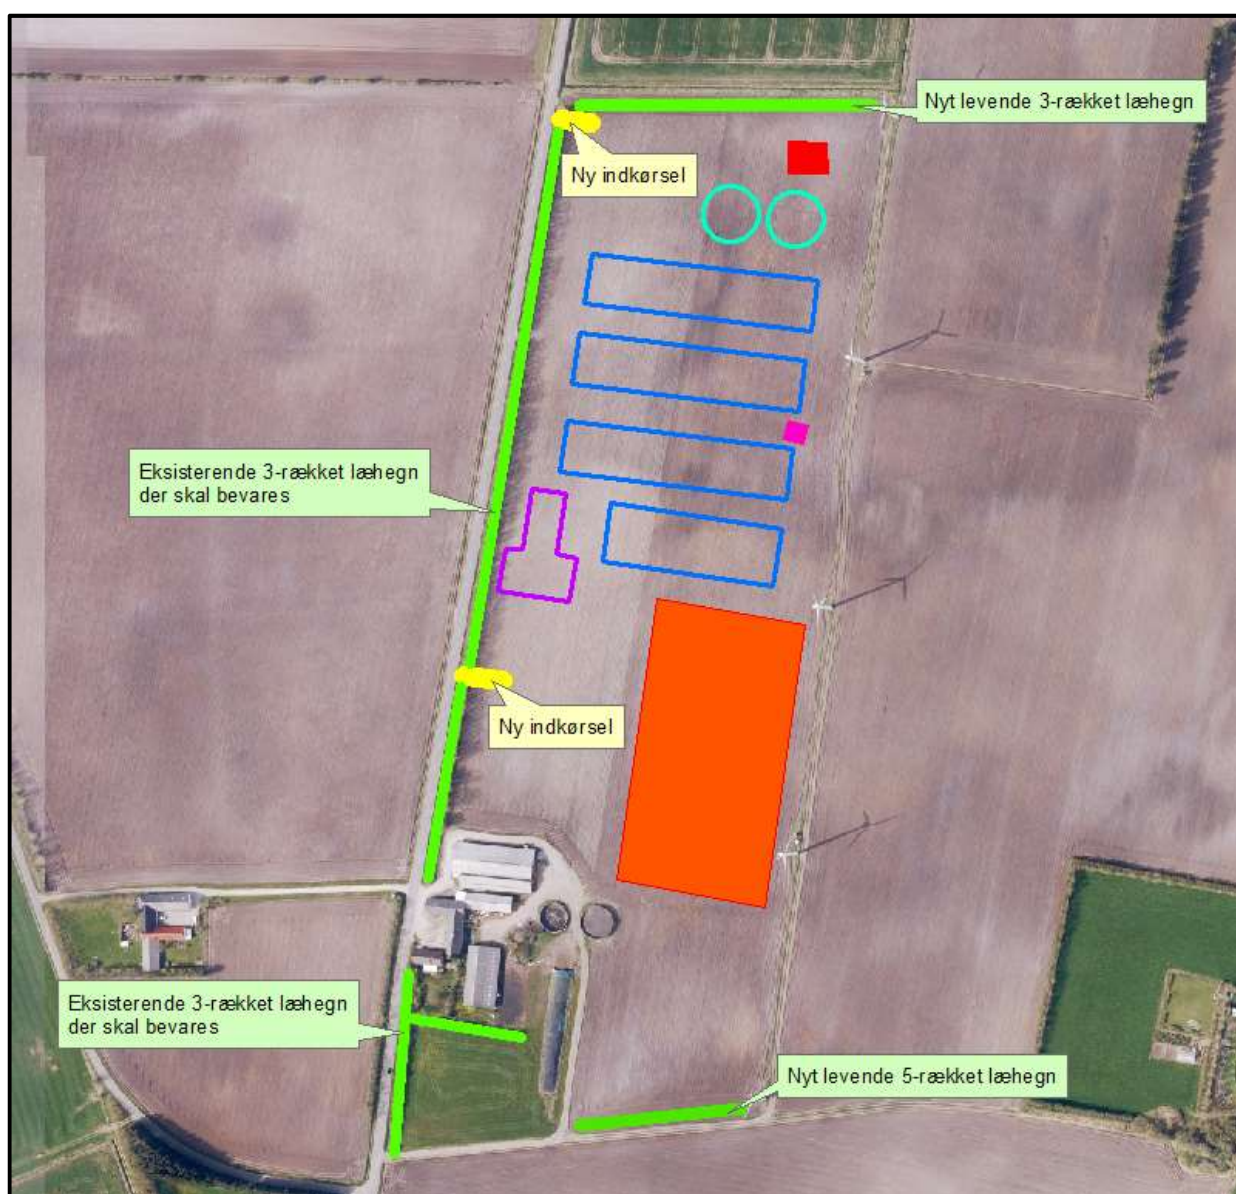 Nyt levende 3-rækket læhegn
Ny indkørsel
Eksisterende 3-rækket læhegn
der skal bevares
Ny indkørsel
Eksisterende 3-rækket læhegn
der skal bevares
Nyt levende 5-rækket læhegn